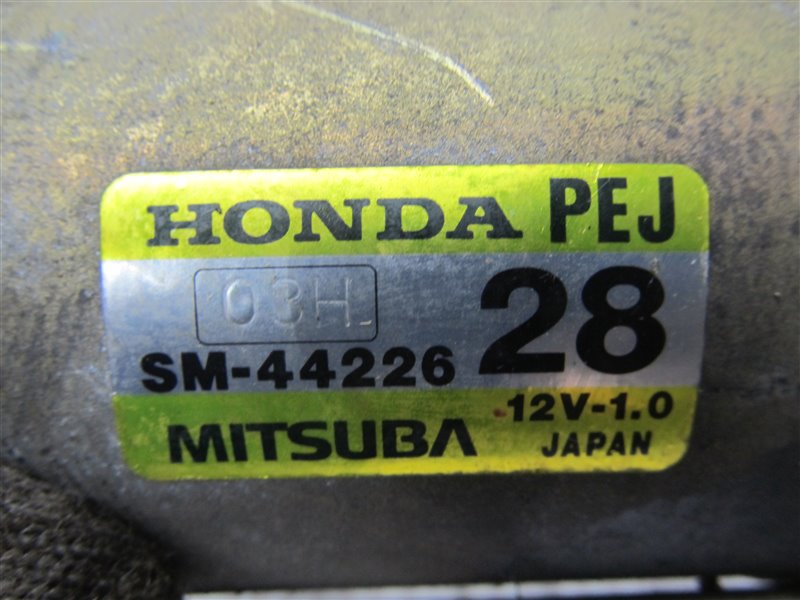 HONDA PEJ
03H
28
SM-44226
12V-1.0
MITSUBA
JAPAN